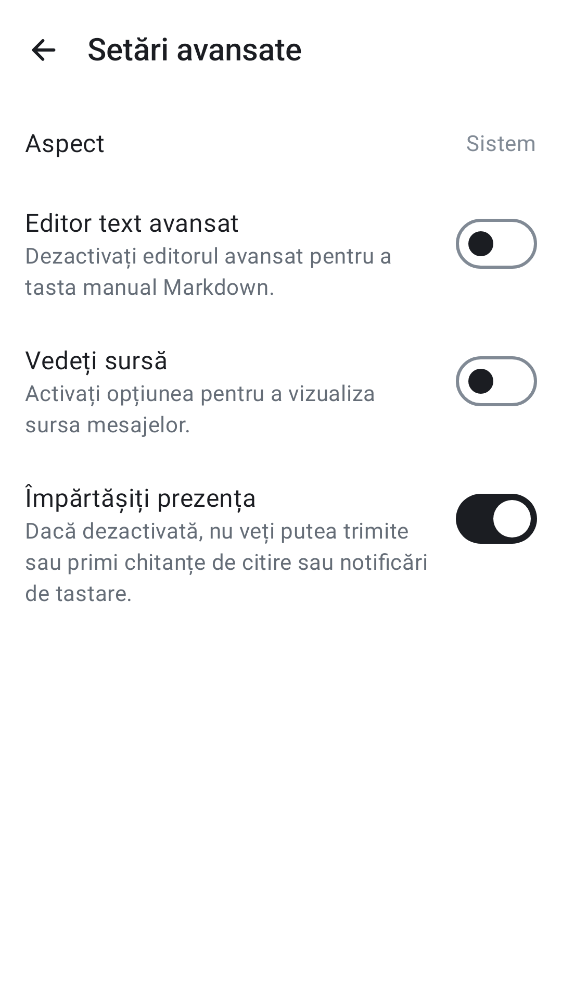 Setări avansate
Aspect
Sistem
Editor text avansat
Dezactivați editorul avansat pentru a
tasta manual Markdown.
Vedeți sursă
Activați opțiunea pentru a vizualiza
sursa mesajelor.
Împărtășiți prezența
Dacă dezactivată, nu veți putea trimite
sau primi chitanțe de citire sau notificări
de tastare.